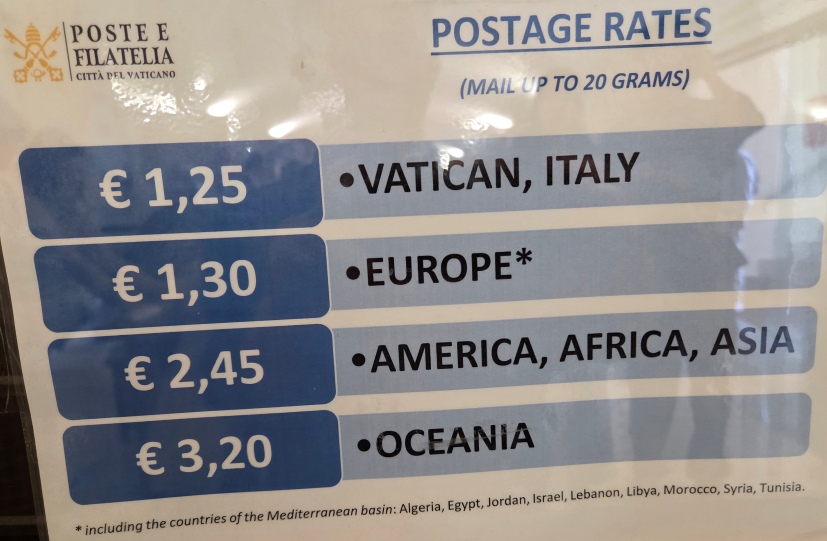 POSTE E
FILATELIA
CITTÀ DEL VATICANO
POSTAGE RATES
(MAIL UP TO 20 GRAMS)
€ 1,25 •VATICAN, ITALY
€ 1,30 •EUROPE*
€ 2,45 •AMERICA, AFRICA, ASIA
€ 3,20 •OCEANIA
* including the countries of the Mediterranean basin: Algeria, Egypt, Jordan, Israel, Lebanon, Libya, Morocco, Syria, Tunisia.